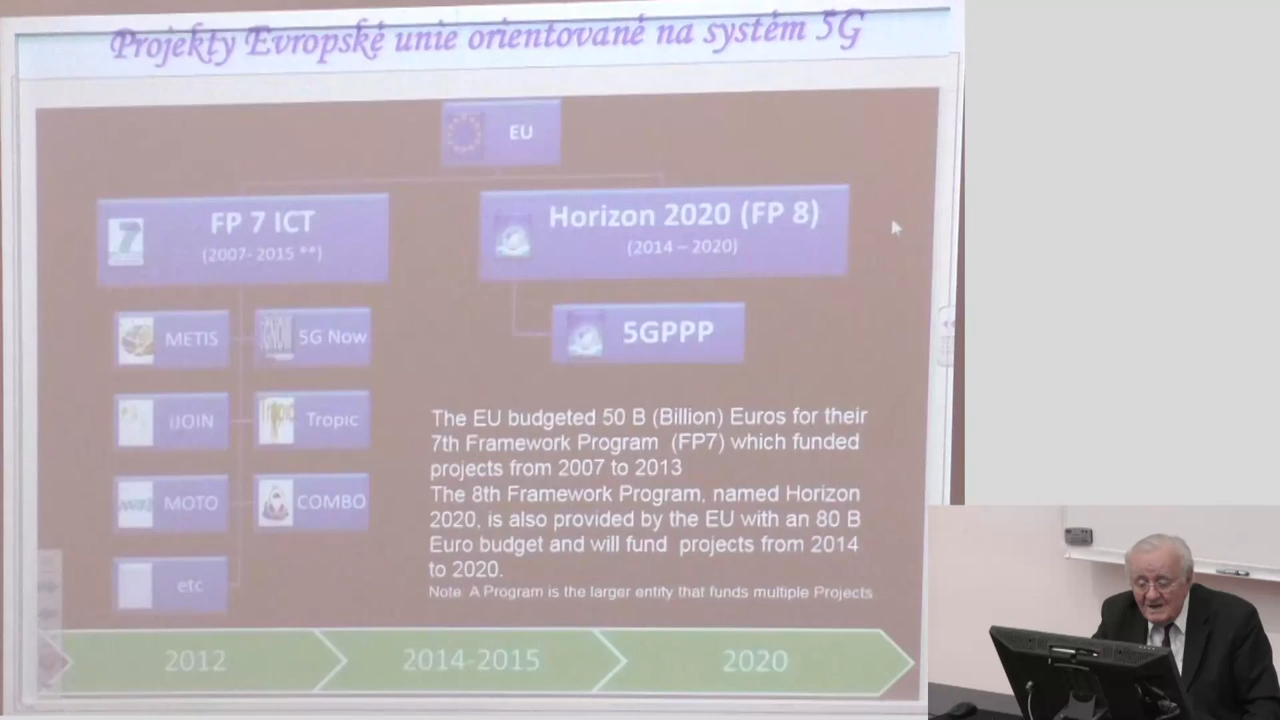 Projekty Evropské unie orientované na systém 5G
EU
FP 7 ICT
(2007- 2015 **)
Horizon 2020 (FP 8)
(2014 – 2020)
METIS
5G Now
5GPPP
iJOIN
Tropic
MOTO
COMBO
etc
The EU budgeted 50 B (Billion) Euros for their
7th Framework Program (FP7) which funded
projects from 2007 to 2013
The 8th Framework Program, named Horizon
2020, is also provided by the EU with an 80 B
Euro budget and will fund projects from 2014
to 2020.
Note A Program is the larger entity that funds multiple Projects
2012
2014-2015
2020